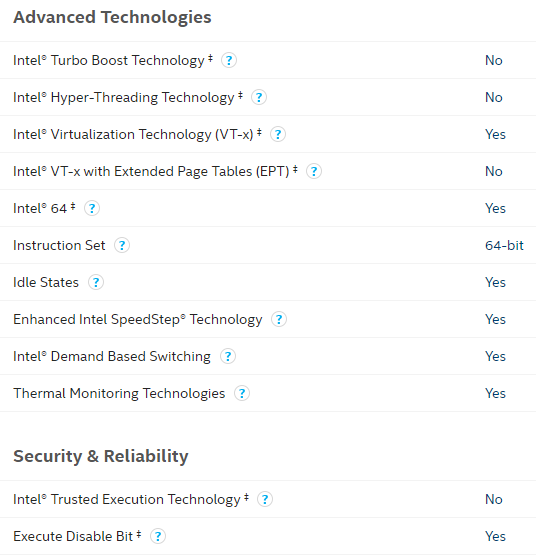 Advanced Technologies
Intel® Turbo Boost Technology ‡ ? No
Intel® Hyper-Threading Technology ‡ ? No
Intel® Virtualization Technology (VT-x) ‡ ? Yes
Intel® VT-x with Extended Page Tables (EPT) ‡ ? No
Intel® 64 ‡ ? Yes
Instruction Set ? 64-bit
Idle States ? Yes
Enhanced Intel SpeedStep® Technology ? Yes
Intel® Demand Based Switching ? Yes
Thermal Monitoring Technologies ? Yes
Security & Reliability
Intel® Trusted Execution Technology ‡ ? No
Execute Disable Bit ‡ ? Yes